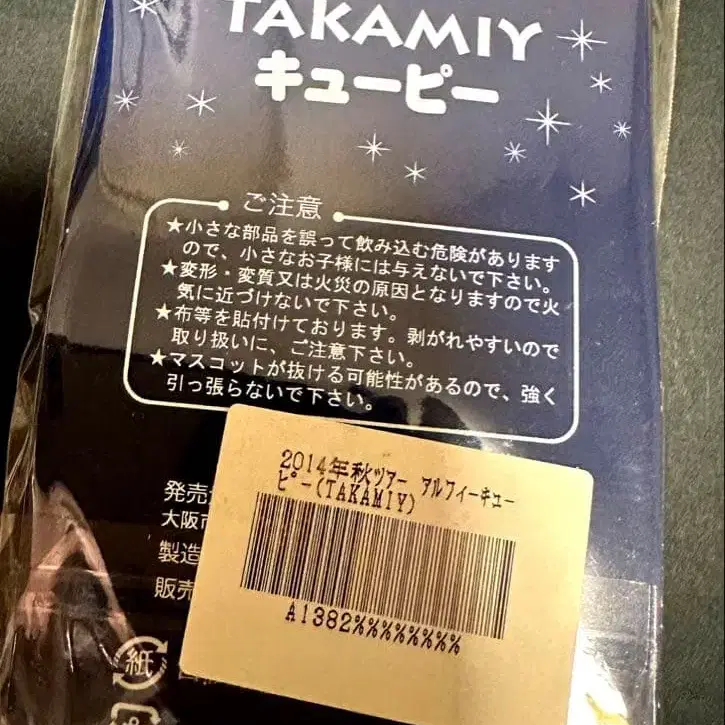 TAKAMIY
キューピー
ご注意
★小さな部品を誤って飲み込む危険があります
ので、小さなお子様には与えないで下さい。
★変形・変質又は火災の原因となりますので火
気に近づけないで下さい。
★布等を貼付けております。剥がれやすいので
取り扱いに、ご注意下さい。
★マスコットが抜ける可能性があるので、強く
引っ張らないで下さい。
発売
大阪市
製造
販売
紙
2014年秋ツアー アルフィーキュー
ピー(TAKAMIY)
A1382%%%%%%%%